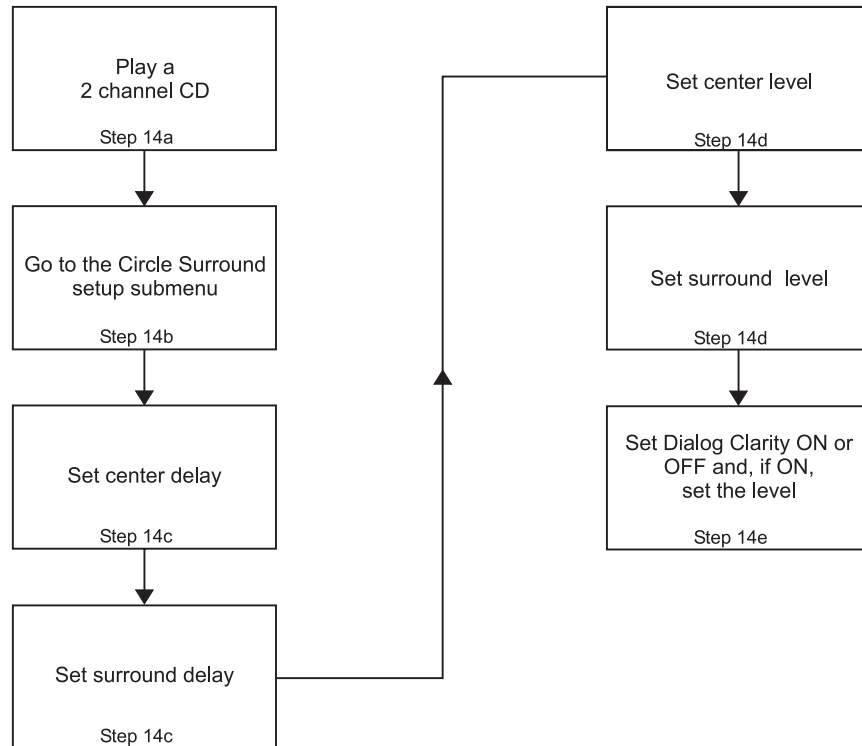 Play a
2 channel CD
Step 14a
Go to the Circle Surround
setup submenu
Step 14b
Set center delay
Step 14c
Set surround delay
Step 14c
Set center level
Step 14d
Set surround level
Step 14d
Set Dialog Clarity ON or
OFF and, if ON,
set the level
Step 14e